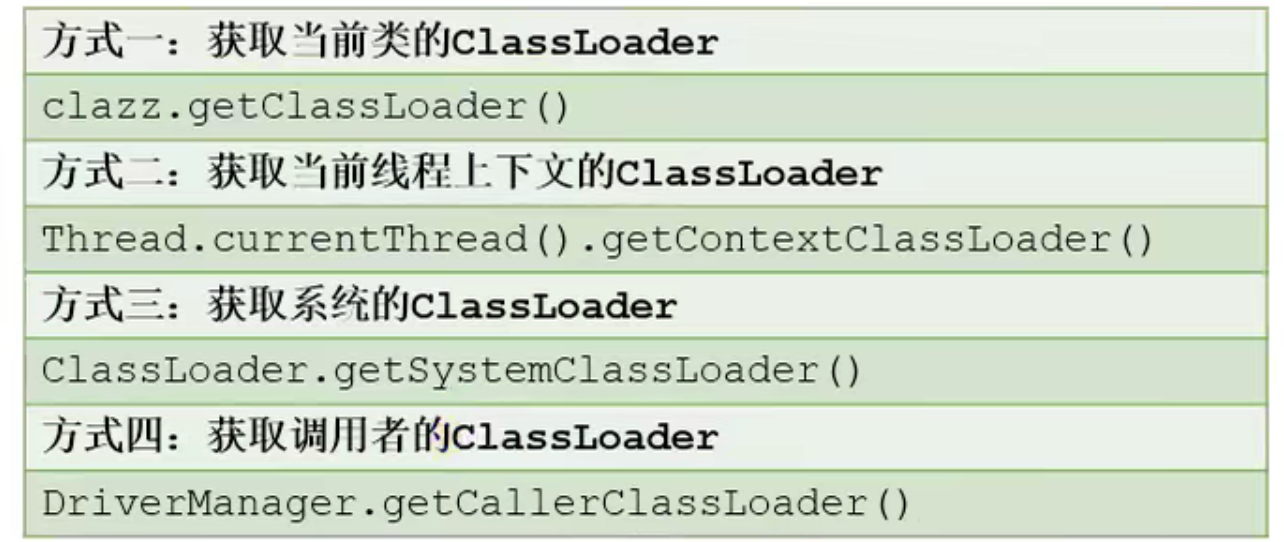 方式一：获取当前类的ClassLoader
clazz.getClassLoader()
方式二：获取当前线程上下文的ClassLoader
Thread.currentThread().getContextClassLoader()
方式三：获取系统的ClassLoader
ClassLoader.getSystemClassLoader()
方式四：获取调用者的ClassLoader
DriverManager.getCallerClassLoader()